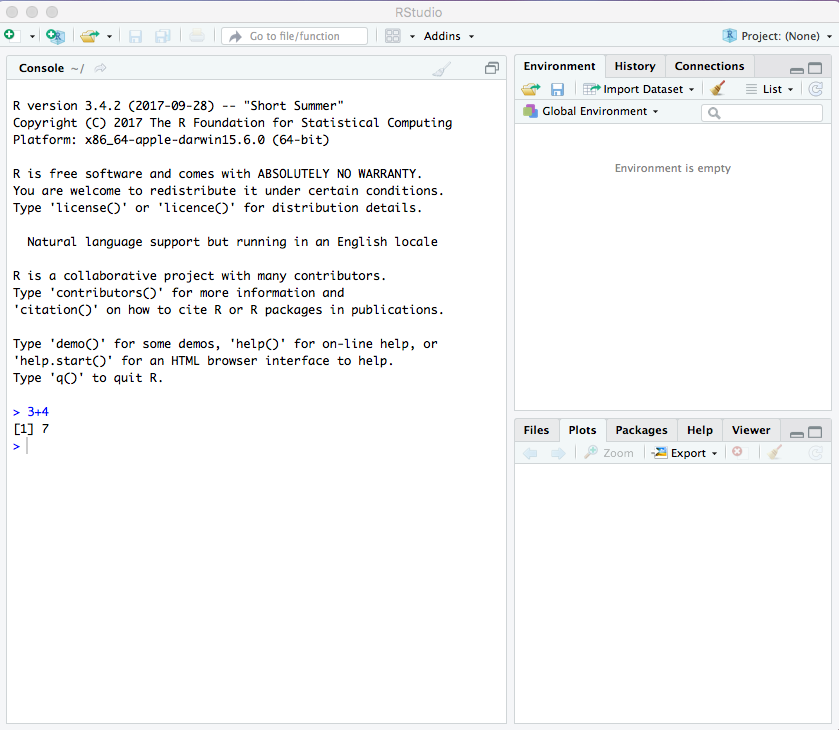 RStudio
Go to file/function
Addins
Project: (None)
Console ~/
R version 3.4.2 (2017-09-28) -- "Short Summer"
Copyright (C) 2017 The R Foundation for Statistical Computing
Platform: x86_64-apple-darwin15.6.0 (64-bit)
R is free software and comes with ABSOLUTELY NO WARRANTY.
You are welcome to redistribute it under certain conditions.
Type 'license()' or 'licence()' for distribution details.
Natural language support but running in an English locale
R is a collaborative project with many contributors.
Type 'contributors()' for more information and
'citation()' on how to cite R or R packages in publications.
Type 'demo()' for some demos, 'help()' for on-line help, or
'help.start()' for an HTML browser interface to help.
Type 'q()' to quit R.
> 3+4
[1] 7
>
Environment History Connections
Import Dataset List
Global Environment
Environment is empty
Files Plots Packages Help Viewer
Zoom Export